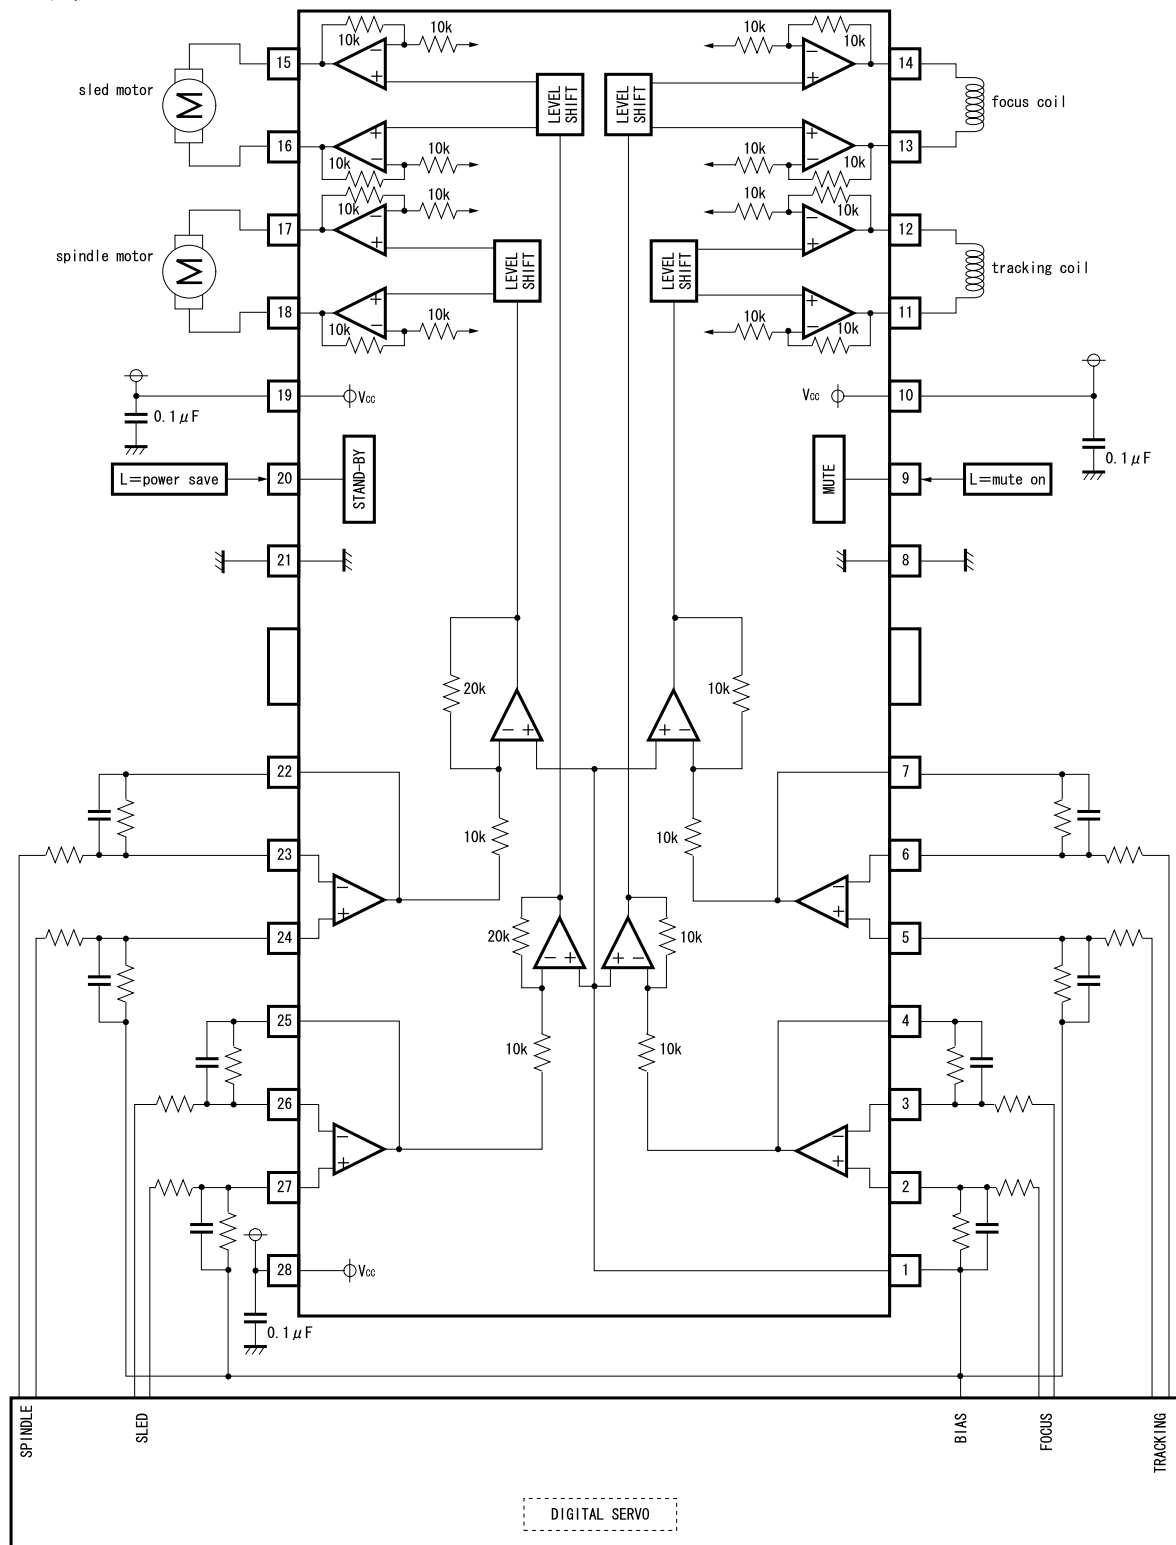 10k
10k
10k
10k
15
14
sled motor
M
LEVEL SHIFT
LEVEL SHIFT
focus coil
16
13
10k
10k
10k
10k
10k
10k
10k
10k
17
12
spindle motor
M
LEVEL SHIFT
LEVEL SHIFT
tracking coil
18
11
10k
10k
10k
10k
19
Vcc
Vcc
10
0.1μF
0.1μF
L=power save
20
STAND-BY
MUTE
9
L=mute on
21
8
20k
10k
22
7
10k
10k
23
6
24
20k
10k
5
25
4
10k
10k
26
3
27
2
28
Vcc
1
0.1μF
SPINDLE
SLED
BIAS
FOCUS
TRACKING
DIGITAL SERVO